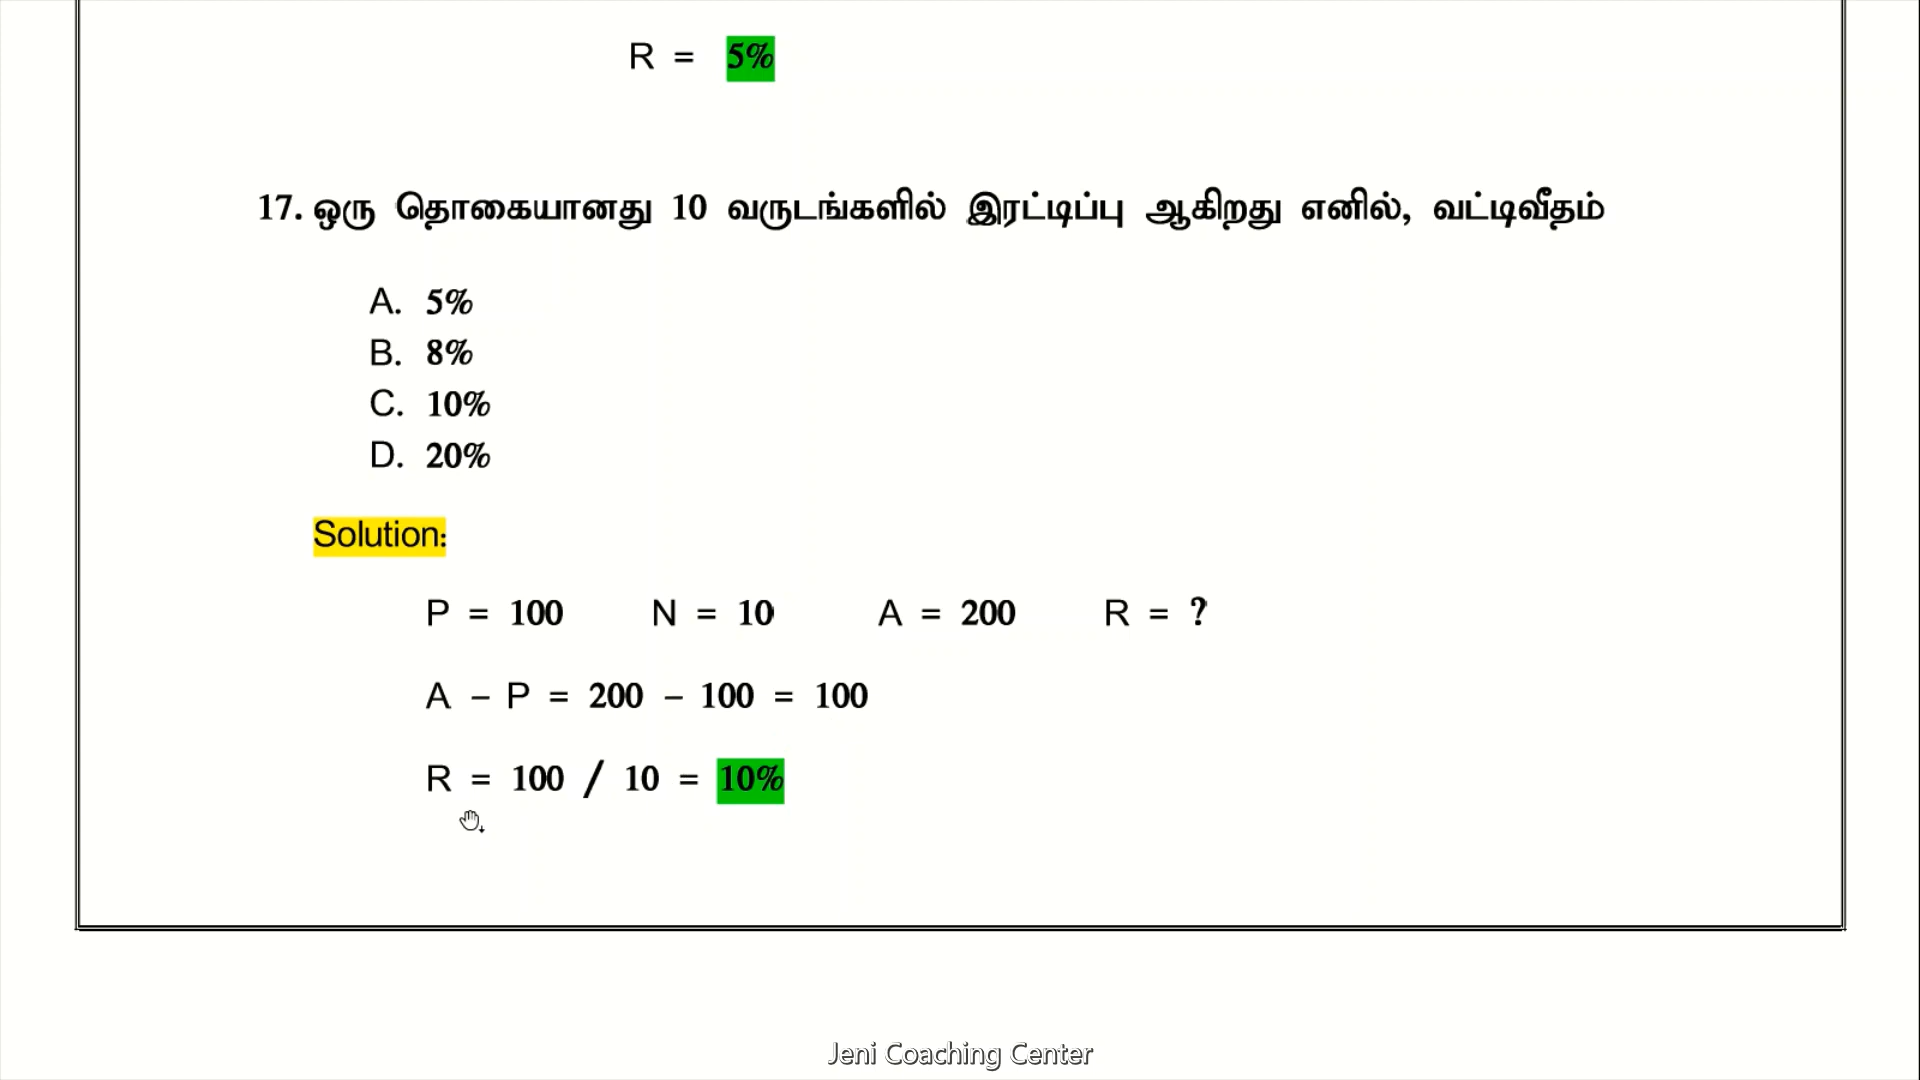 R = 5%
17. ஒரு தொகையானது 10 வருடங்களில் இரட்டிப்பு ஆகிறது எனில், வட்டிவீதம்
A. 5%
B. 8%
C. 10%
D. 20%
Solution:
P = 100 N = 10 A = 200 R = ?
A – P = 200 – 100 = 100
R = 100 / 10 = 10%
Jeni Coaching Center